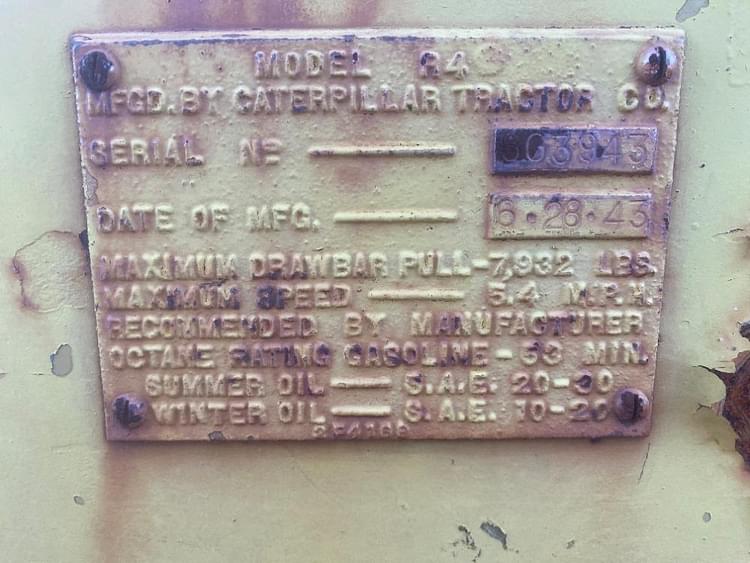 MODEL R4
MFGD. BY CATERPILLAR TRACTOR CO.
SERIAL Nº — 6G3943
DATE OF MFG. — 6·28·43
MAXIMUM DRAWBAR PULL-7,932 LBS.
MAXIMUM SPEED — 5.4 M.P.H.
RECOMMENDED BY MANUFACTURER
OCTANE RATING GASOLINE-63 MIN.
SUMMER OIL — S.A.E. 20-30
WINTER OIL — S.A.E. 10-20